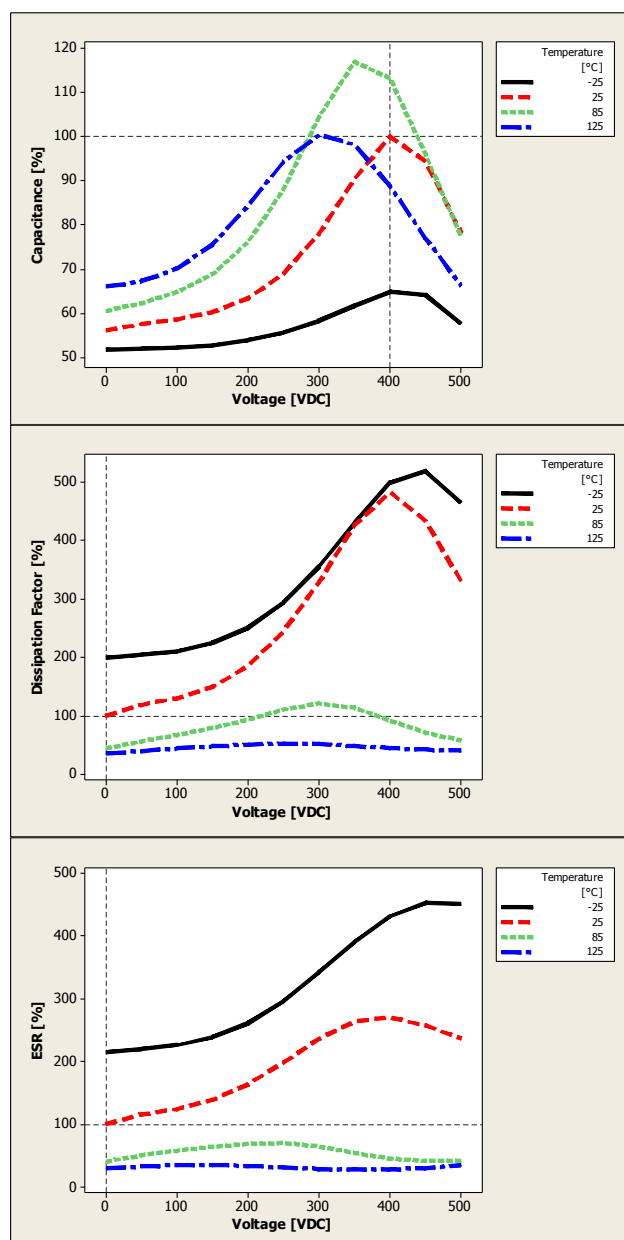 120
110
100
90
80
70
60
50
Capacitance [%]
0 100 200 300 400 500
Voltage [VDC]
Temperature
[°C]
-25
25
85
125
500
400
300
200
100
0
Dissipation Factor [%]
0 100 200 300 400 500
Voltage [VDC]
Temperature
[°C]
-25
25
85
125
500
400
300
200
100
0
ESR [%]
0 100 200 300 400 500
Voltage [VDC]
Temperature
[°C]
-25
25
85
125